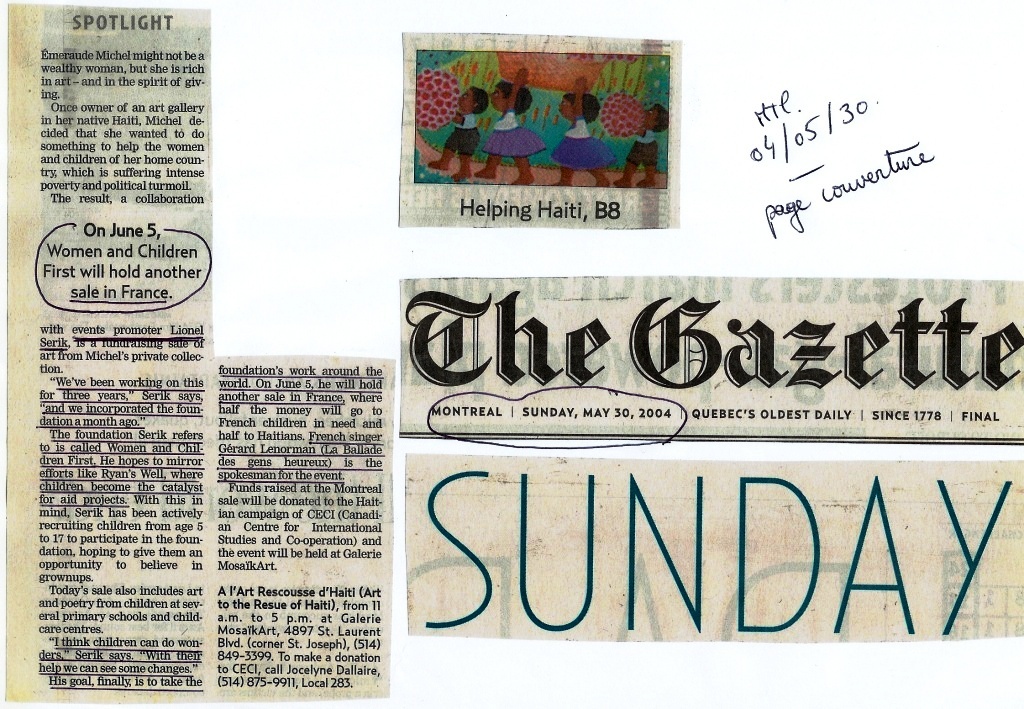 SPOTLIGHT
Émeraude Michel might not be a
wealthy woman, but she is rich
in art – and in the spirit of giv-
ing.
Once owner of an art gallery
in her native Haiti, Michel de-
cided that she wanted to do
something to help the women
and children of her home coun-
try, which is suffering intense
poverty and political turmoil.
The result, a collaboration
On June 5,
Women and Children
First will hold another
sale in France.
with events promoter Lionel
Serik, is a fundraising sale of
art from Michel's private collec-
tion.
"We've been working on this
for three years," Serik says,
"and we incorporated the foun-
dation a month ago."
The foundation Serik refers
to is called Women and Chil-
dren First. He hopes to mirror
efforts like Ryan's Well, where
children become the catalyst
for aid projects. With this in
mind, Serik has been actively
recruiting children from age 5
to 17 to participate in the foun-
dation, hoping to give them an
opportunity to believe in
grownups.
Today's sale also includes art
and poetry from children at sev-
eral primary schools and child-
care centres.
"I think children can do won-
ders," Serik says. "With their
help we can see some changes."
His goal, finally, is to take the
foundation's work around the
world. On June 5, he will hold
another sale in France, where
half the money will go to
French children in need and
half to Haitians. French singer
Gérard Lenorman (La Ballade
des gens heureux) is the
spokesman for the event.
Funds raised at the Montreal
sale will be donated to the Hait-
ian campaign of CECI (Canadi-
an Centre for International
Studies and Co-operation) and
the event will be held at Galerie
MosaïkArt.
A l'Art Rescousse d'Haiti (Art
to the Resue of Haiti), from 11
a.m. to 5 p.m. at Galerie
MosaïkArt, 4897 St. Laurent
Blvd. (corner St. Joseph), (514)
849-3399. To make a donation
to CECI, call Jocelyne Dallaire,
(514) 875-9911, Local 283.
Helping Haiti, B8
Mtl.
04/05/30.
page couverture
The Gazette
MONTREAL | SUNDAY, MAY 30, 2004 | QUEBEC'S OLDEST DAILY | SINCE 1778 | FINAL
SUNDAY